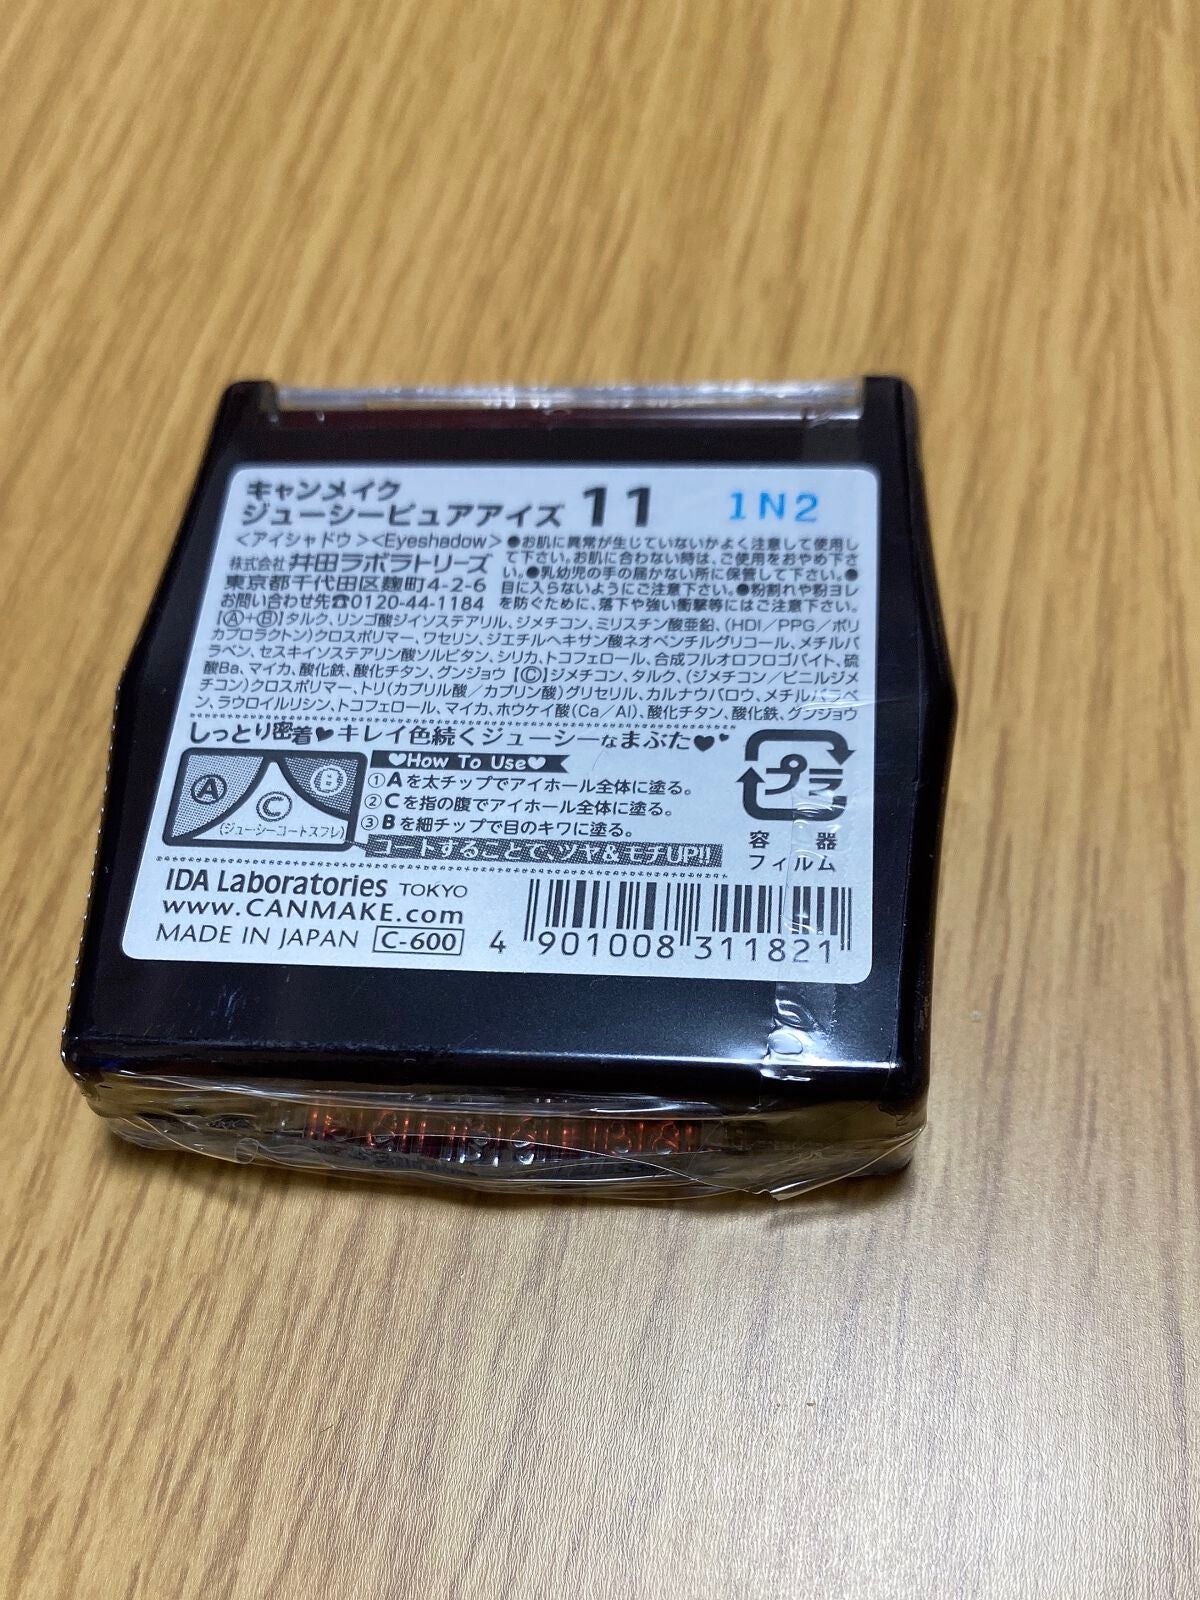 キャンメイク
ジューシーピュアアイズ 11 1N2
<アイシャドウ><Eyeshadow>
株式会社 井田ラボラトリーズ
東京都千代田区麹町4-2-6
お問い合わせ先☎0120-44-1184
●お肌に異常が生じていないかよく注意して使用し
て下さい。お肌に合わない時は、ご使用をおやめ下さ
い。●乳幼児の手の届かない所に保管して下さい。●
目に入らないようにご注意下さい。●粉割れや粉ヨレ
を防ぐために、落下や強い衝撃等にはご注意下さい。
【Ⓐ+Ⓑ】タルク、リンゴ酸ジイソステアリル、ジメチコン、ミリスチン酸亜鉛、(HDI/PPG/ポリ
カプロラクトン)クロスポリマー、ワセリン、ジエチルヘキサン酸ネオペンチルグリコール、メチルパ
ラベン、セスキイソステアリン酸ソルビタン、シリカ、トコフェロール、合成フルオロフロゴパイト、硫
酸Ba、マイカ、酸化鉄、酸化チタン、グンジョウ【Ⓒ】ジメチコン、タルク、(ジメチコン/ビニルジメ
チコン)クロスポリマー、トリ(カプリル酸/カプリン酸)グリセリル、カルナウバロウ、メチルパラベ
ン、ラウロイルリシン、トコフェロール、マイカ、ホウケイ酸(Ca/Al)、酸化チタン、酸化鉄、グンジョウ
しっとり密着♥キレイ色続くジューシーなまぶた♥♥
A
B
C
(ジューシーコートスフレ)
♥How To Use♥
①Aを太チップでアイホール全体に塗る。
②Cを指の腹でアイホール全体に塗る。
③Bを細チップで目のキワに塗る。
コートすることで、ツヤ&モチUP!!
プラ
容器
フィルム
IDA Laboratories TOKYO
www.CANMAKE.com
MADE IN JAPAN C-600
4 901008 311821